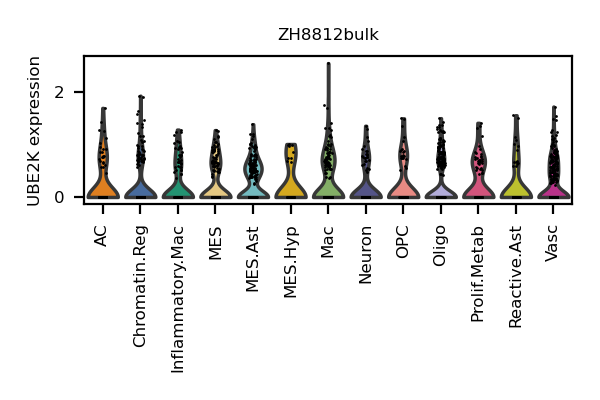 ZH8812bulk
UBE2K expression
2
0
AC
Chromatin.Reg
Inflammatory.Mac
MES
MES.Ast
MES.Hyp
Mac
Neuron
OPC
Oligo
Prolif.Metab
Reactive.Ast
Vasc